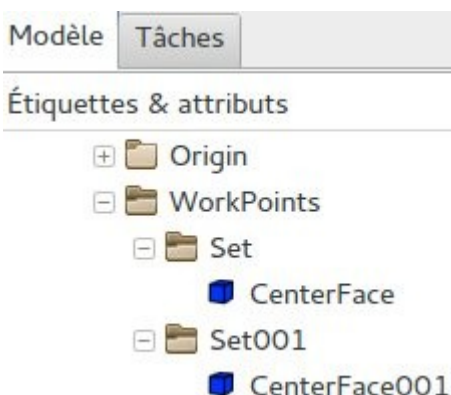 Modèle Tâches
Étiquettes & attributs
Origin
WorkPoints
Set
CenterFace
Set001
CenterFace001